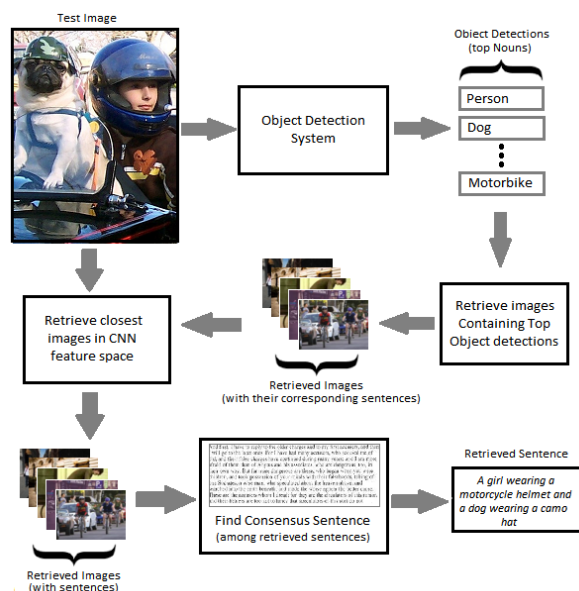 Test Image
Object Detections
(top Nouns)
Person
Object Detection
System
Dog
Motorbike
Retrieve closest
images in CNN
feature space
Retrieve images
Containing Top
Object detections
Retrieved Images
(with their corresponding sentences)
Retrieved Sentence
Find Consensus Sentence
(among retrieved sentences)
A girl wearing a
motorcycle helmet and
a dog wearing a camo
hat
Retrieved Images
(with sentences)